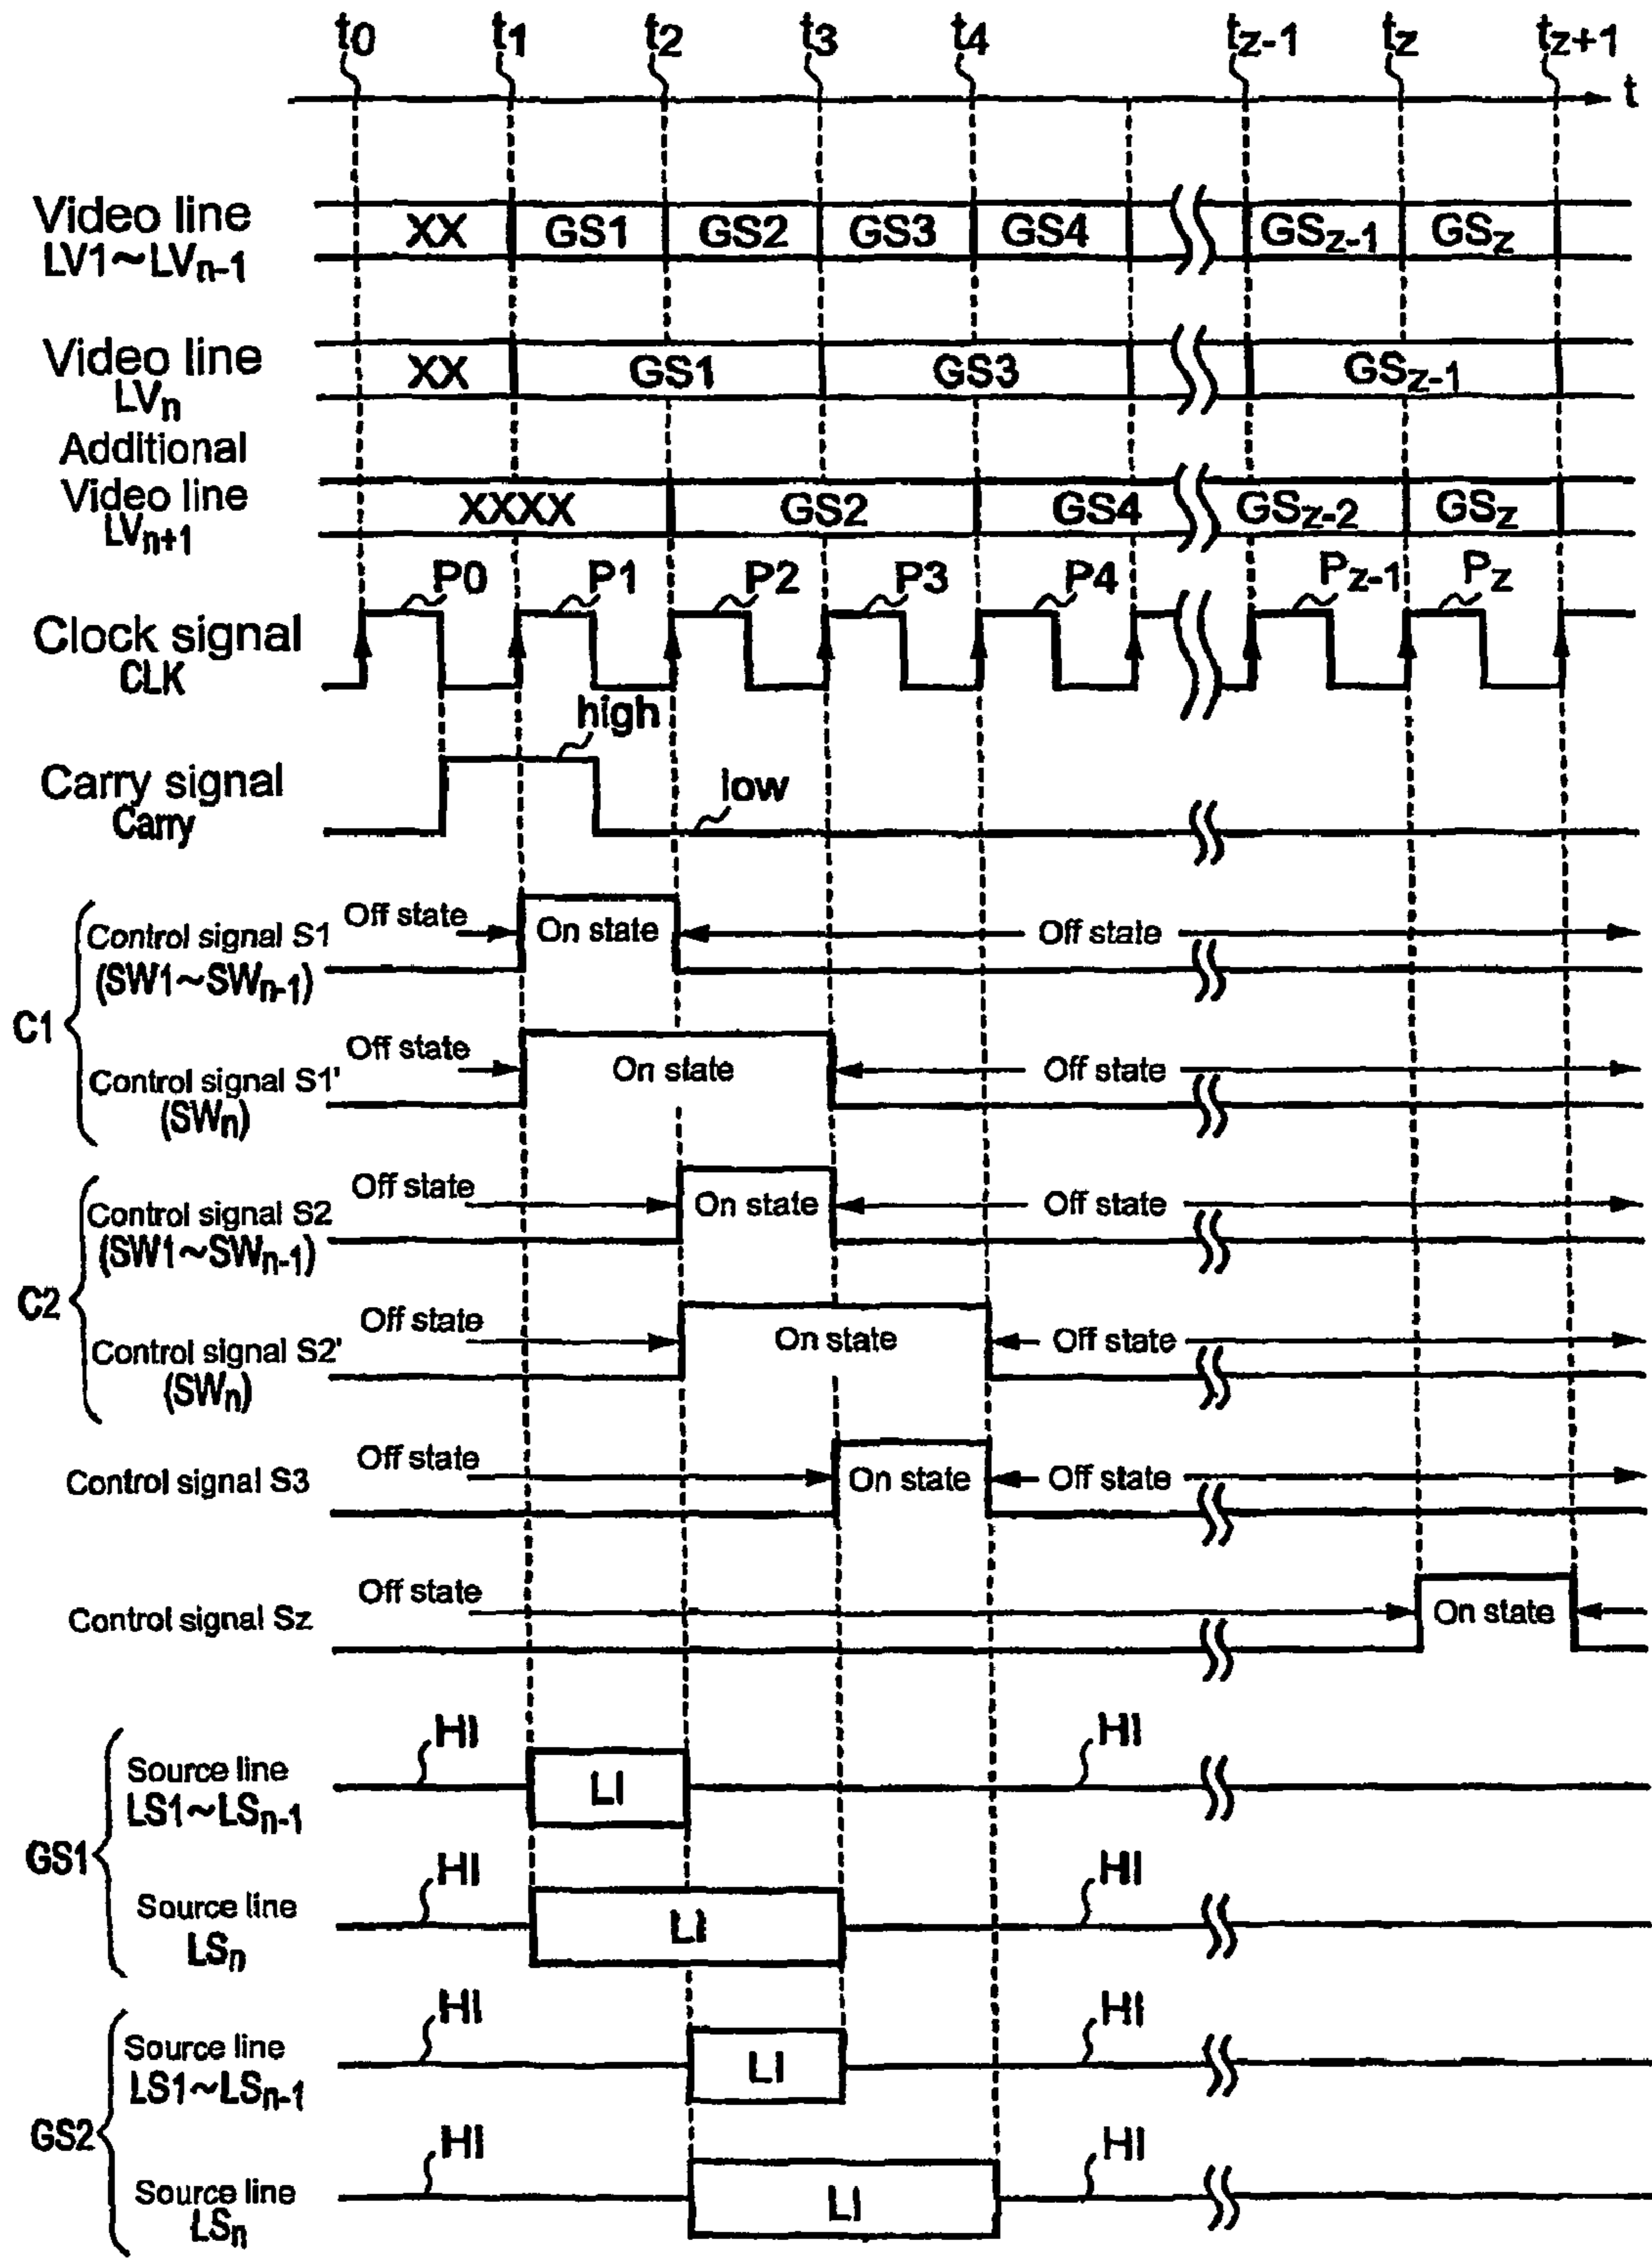 t0 t1 t2 t3 t4 tz-1 tz tz+1
t
Video line
LV1~LVn-1
XX GS1 GS2 GS3 GS4 GSz-1 GSz
Video line
LVn
XX GS1 GS3 GSz-1
Additional
Video line
LVn+1
XXXX GS2 GS4 GSz-2 GSz
P0 P1 P2 P3 P4 Pz-1 Pz
Clock signal
CLK
high
Carry signal
Carry
low
C1
Control signal S1
(SW1~SWn-1)
Off state On state Off state
Control signal S1'
(SWn)
Off state On state Off state
C2
Control signal S2
(SW1~SWn-1)
Off state On state Off state
Control signal S2'
(SWn)
Off state On state Off state
Control signal S3
Off state On state Off state
Control signal Sz
Off state On state
GS1
Source line
LS1~LSn-1
HI LI HI
Source line
LSn
HI LI HI
GS2
Source line
LS1~LSn-1
HI LI HI
Source line
LSn
HI LI HI